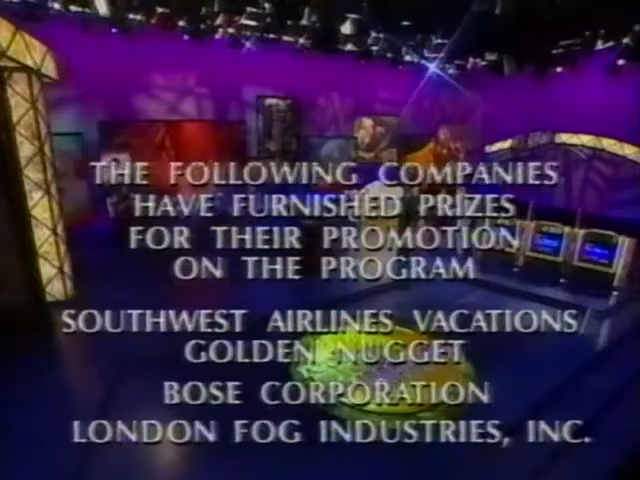 THE FOLLOWING COMPANIES
HAVE FURNISHED PRIZES
FOR THEIR PROMOTION
ON THE PROGRAM
SOUTHWEST AIRLINES VACATIONS/
GOLDEN NUGGET
BOSE CORPORATION
LONDON FOG INDUSTRIES, INC.